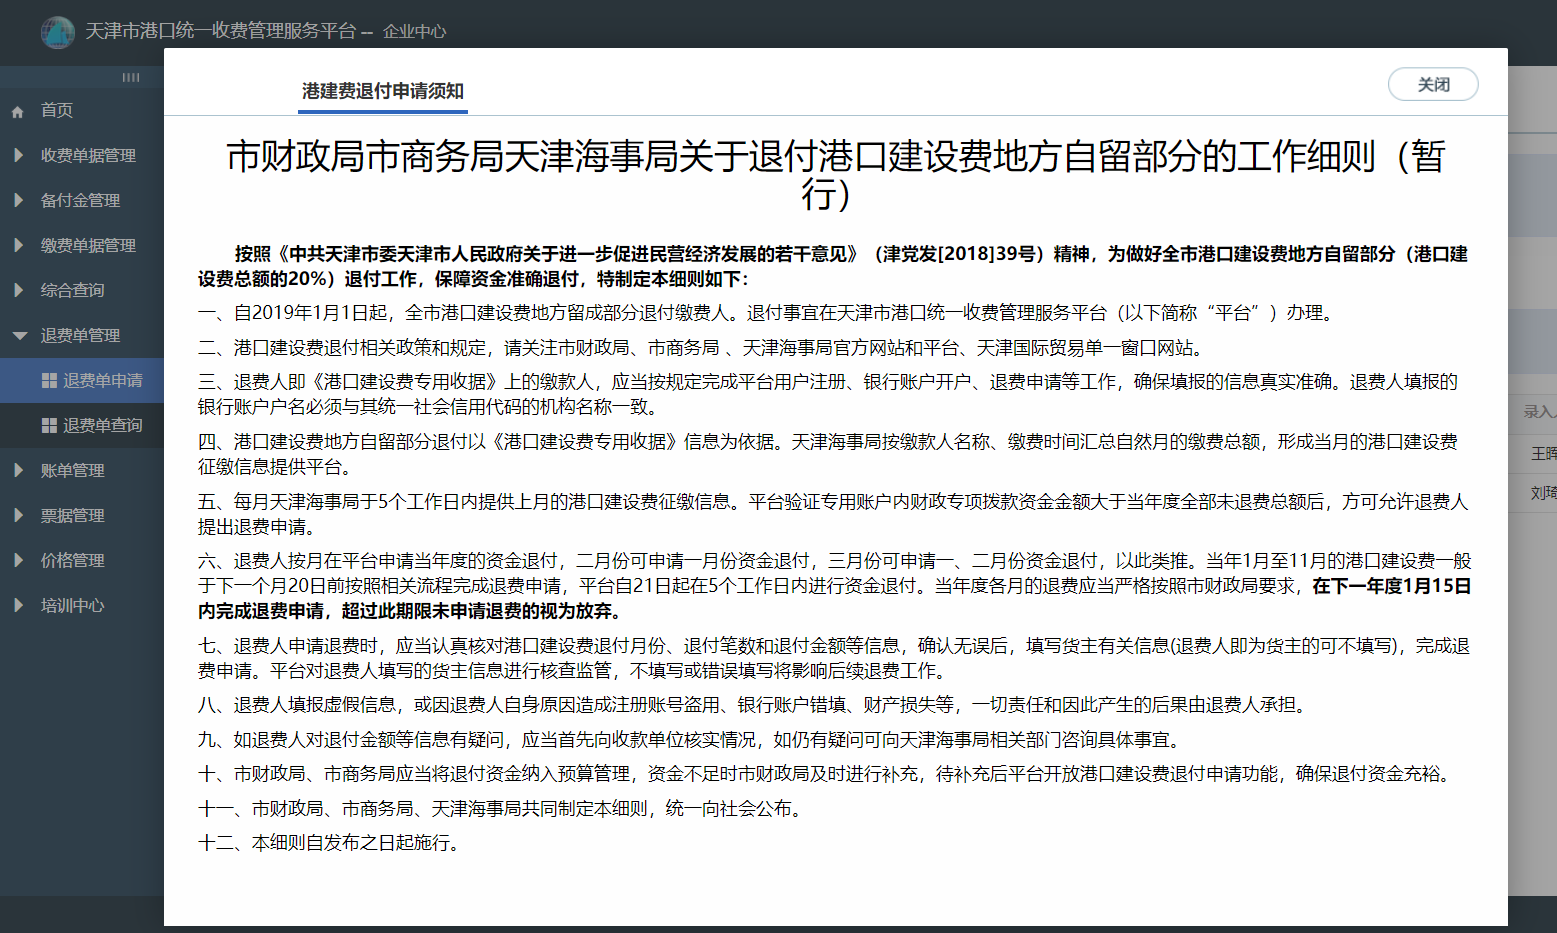 天津市港口统一收费管理服务平台 -- 企业中心
首页
收费单据管理
备付金管理
缴费单据管理
综合查询
退费单管理
退费单申请
退费单查询
账单管理
票据管理
价格管理
培训中心
港建费退付申请须知
关闭
市财政局市商务局天津海事局关于退付港口建设费地方自留部分的工作细则（暂
行）
按照《中共天津市委天津市人民政府关于进一步促进民营经济发展的若干意见》（津党发[2018]39号）精神，为做好全市港口建设费地方自留部分（港口建
设费总额的20%）退付工作，保障资金准确退付，特制定本细则如下：
一、自2019年1月1日起，全市港口建设费地方留成部分退付缴费人。退付事宜在天津市港口统一收费管理服务平台（以下简称“平台”）办理。
二、港口建设费退付相关政策和规定，请关注市财政局、市商务局 、天津海事局官方网站和平台、天津国际贸易单一窗口网站。
三、退费人即《港口建设费专用收据》上的缴款人，应当按规定完成平台用户注册、银行账户开户、退费申请等工作，确保填报的信息真实准确。退费人填报的
银行账户户名必须与其统一社会信用代码的机构名称一致。
四、港口建设费地方自留部分退付以《港口建设费专用收据》信息为依据。天津海事局按缴款人名称、缴费时间汇总自然月的缴费总额，形成当月的港口建设费
征缴信息提供平台。
五、每月天津海事局于5个工作日内提供上月的港口建设费征缴信息。平台验证专用账户内财政专项拨款资金金额大于当年度全部未退费总额后，方可允许退费人
提出退费申请。
六、退费人按月在平台申请当年度的资金退付，二月份可申请一月份资金退付，三月份可申请一、二月份资金退付，以此类推。当年1月至11月的港口建设费一般
于下一个月20日前按照相关流程完成退费申请，平台自21日起在5个工作日内进行资金退付。当年度各月的退费应当严格按照市财政局要求，在下一年度1月15日
内完成退费申请，超过此期限未申请退费的视为放弃。
七、退费人申请退费时，应当认真核对港口建设费退付月份、退付笔数和退付金额等信息，确认无误后，填写货主有关信息(退费人即为货主的可不填写)，完成退
费申请。平台对退费人填写的货主信息进行核查监管，不填写或错误填写将影响后续退费工作。
八、退费人填报虚假信息，或因退费人自身原因造成注册账号盗用、银行账户错填、财产损失等，一切责任和因此产生的后果由退费人承担。
九、如退费人对退付金额等信息有疑问，应当首先向收款单位核实情况，如仍有疑问可向天津海事局相关部门咨询具体事宜。
十、市财政局、市商务局应当将退付资金纳入预算管理，资金不足时市财政局及时进行补充，待补充后平台开放港口建设费退付申请功能，确保退付资金充裕。
十一、市财政局、市商务局、天津海事局共同制定本细则，统一向社会公布。
十二、本细则自发布之日起施行。
录入
王晖
刘琦